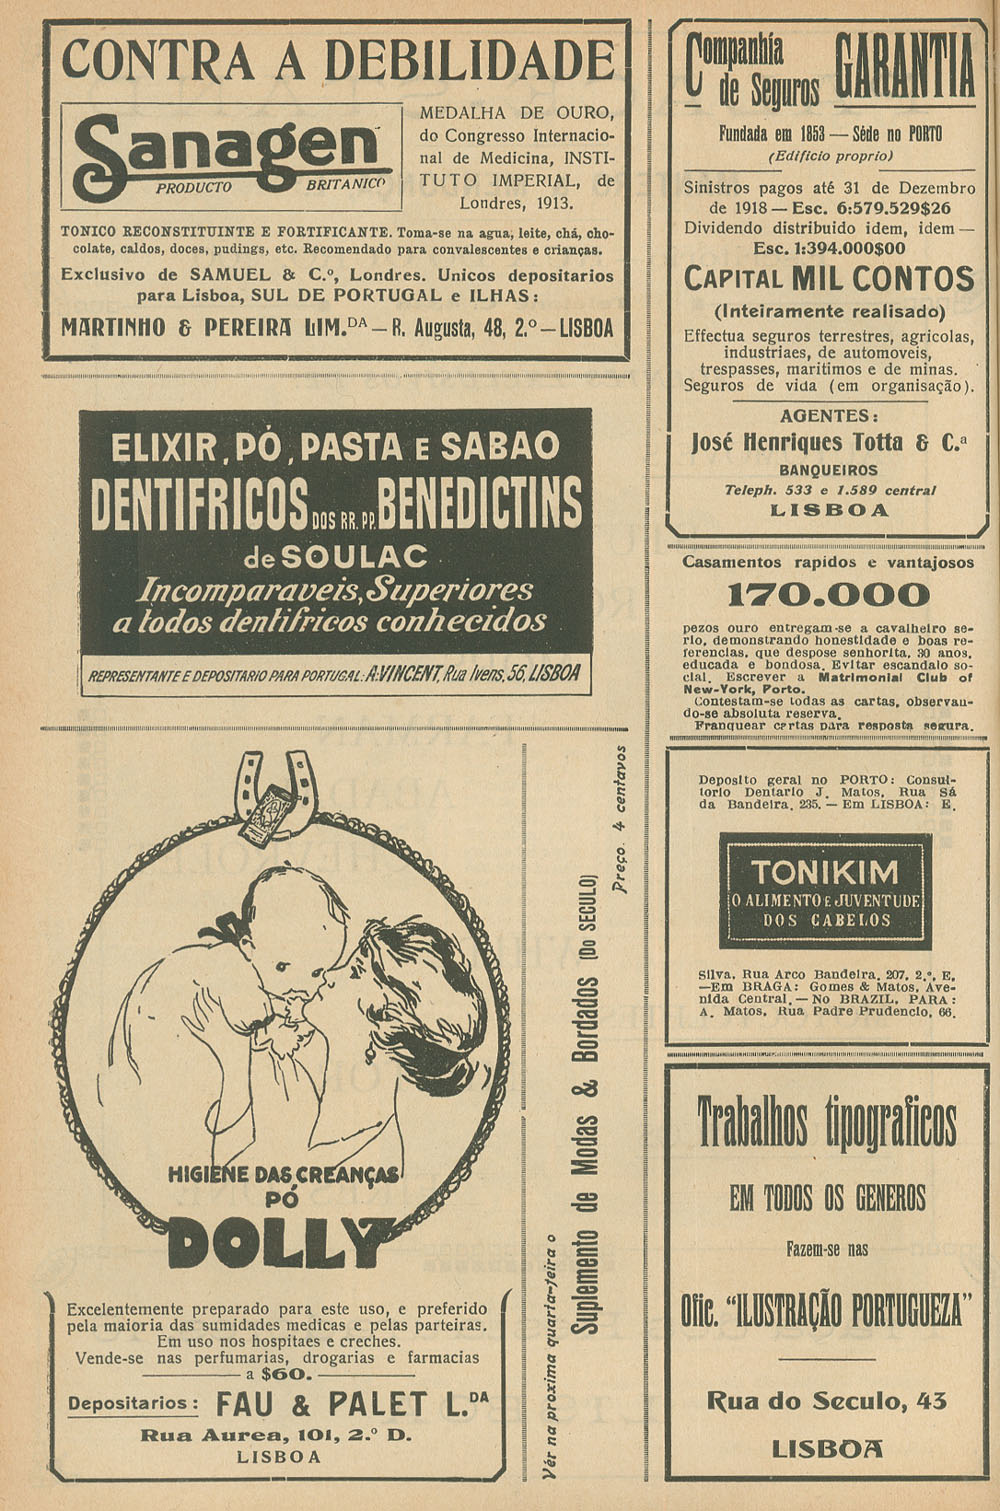 CONTRA A DEBILIDADE
Sanagen
PRODUCTO BRITANICO
MEDALHA DE OURO,
do Congresso Internacio-
nal de Medicina, INSTI-
TUTO IMPERIAL, de
Londres, 1913.
TONICO RECONSTITUINTE E FORTIFICANTE. Toma-se na agua, leite, chá, cho-
colate, caldos, doces, pudings, etc. Recomendado para convalescentes e crianças.
Exclusivo de SAMUEL & C.º, Londres. Unicos depositarios
para Lisboa, SUL DE PORTUGAL e ILHAS:
MARTINHO & PEREIRA LIM.DA — R. Augusta, 48, 2.º — LISBOA
ELIXIR, PÓ, PASTA E SABAO
DENTIFRICOS DOS RR. PP. BENEDICTINS
de SOULAC
Incomparaveis, Superiores
a todos dentifricos conhecidos
REPRESENTANTE E DEPOSITARIO PARA PORTUGAL: A. VINCENT, Rua Ivens, 56, LISBOA
HIGIENE DAS CREANÇAS
PÓ
DOLLY
Excelentemente preparado para este uso, e preferido
pela maioria das sumidades medicas e pelas parteiras.
Em uso nos hospitaes e creches.
Vende-se nas perfumarias, drogarias e farmacias
a $60.
Depositarios: FAU & PALET L.DA
Rua Aurea, 101, 2.º D.
LISBOA
Vér na proxima quarta-feira o
Suplemento de Modas & Bordados (DO SECULO)
Preço. 4 centavos
Companhia de Seguros GARANTIA
Fundada em 1853 — Séde no PORTO
(Edificio proprio)
Sinistros pagos até 31 de Dezembro
de 1918 — Esc. 6:579.529$26
Dividendo distribuido idem, idem —
Esc. 1:394.000$00
CAPITAL MIL CONTOS
(Inteiramente realisado)
Effectua seguros terrestres, agricolas,
industriaes, de automoveis,
trespasses, maritimos e de minas.
Seguros de vida (em organisação).
AGENTES:
José Henriques Totta & C.ª
BANQUEIROS
Teleph. 533 e 1.589 central
LISBOA
Casamentos rapidos e vantajosos
170.000
pezos ouro entregam-se a cavalheiro se-
rio, demonstrando honestidade e boas re-
ferencias, que despose senhorita, 30 anos,
educada e bondosa. Evitar escandalo so-
cial. Escrever a Matrimonial Club of
New-York, Porto.
Contestam-se todas as cartas, observan-
do-se absoluta reserva.
Franquear cartas para resposta segura.
Deposito geral no PORTO: Consul-
torio Dentario J. Matos, Rua Sá
da Bandeira, 235. — Em LISBOA: E.
TONIKIM
O ALIMENTO E JUVENTUDE
DOS CABELOS
Silva, Rua Arco Bandeira, 207, 2.º, E.
—Em BRAGA: Gomes & Matos, Ave-
nida Central. — No BRAZIL, PARA:
A. Matos, Rua Padre Prudencio, 66.
Trabalhos tipograficos
EM TODOS OS GENEROS
Fazem-se nas
Ofic. "ILUSTRAÇÃO PORTUGUEZA"
Rua do Seculo, 43
LISBOA